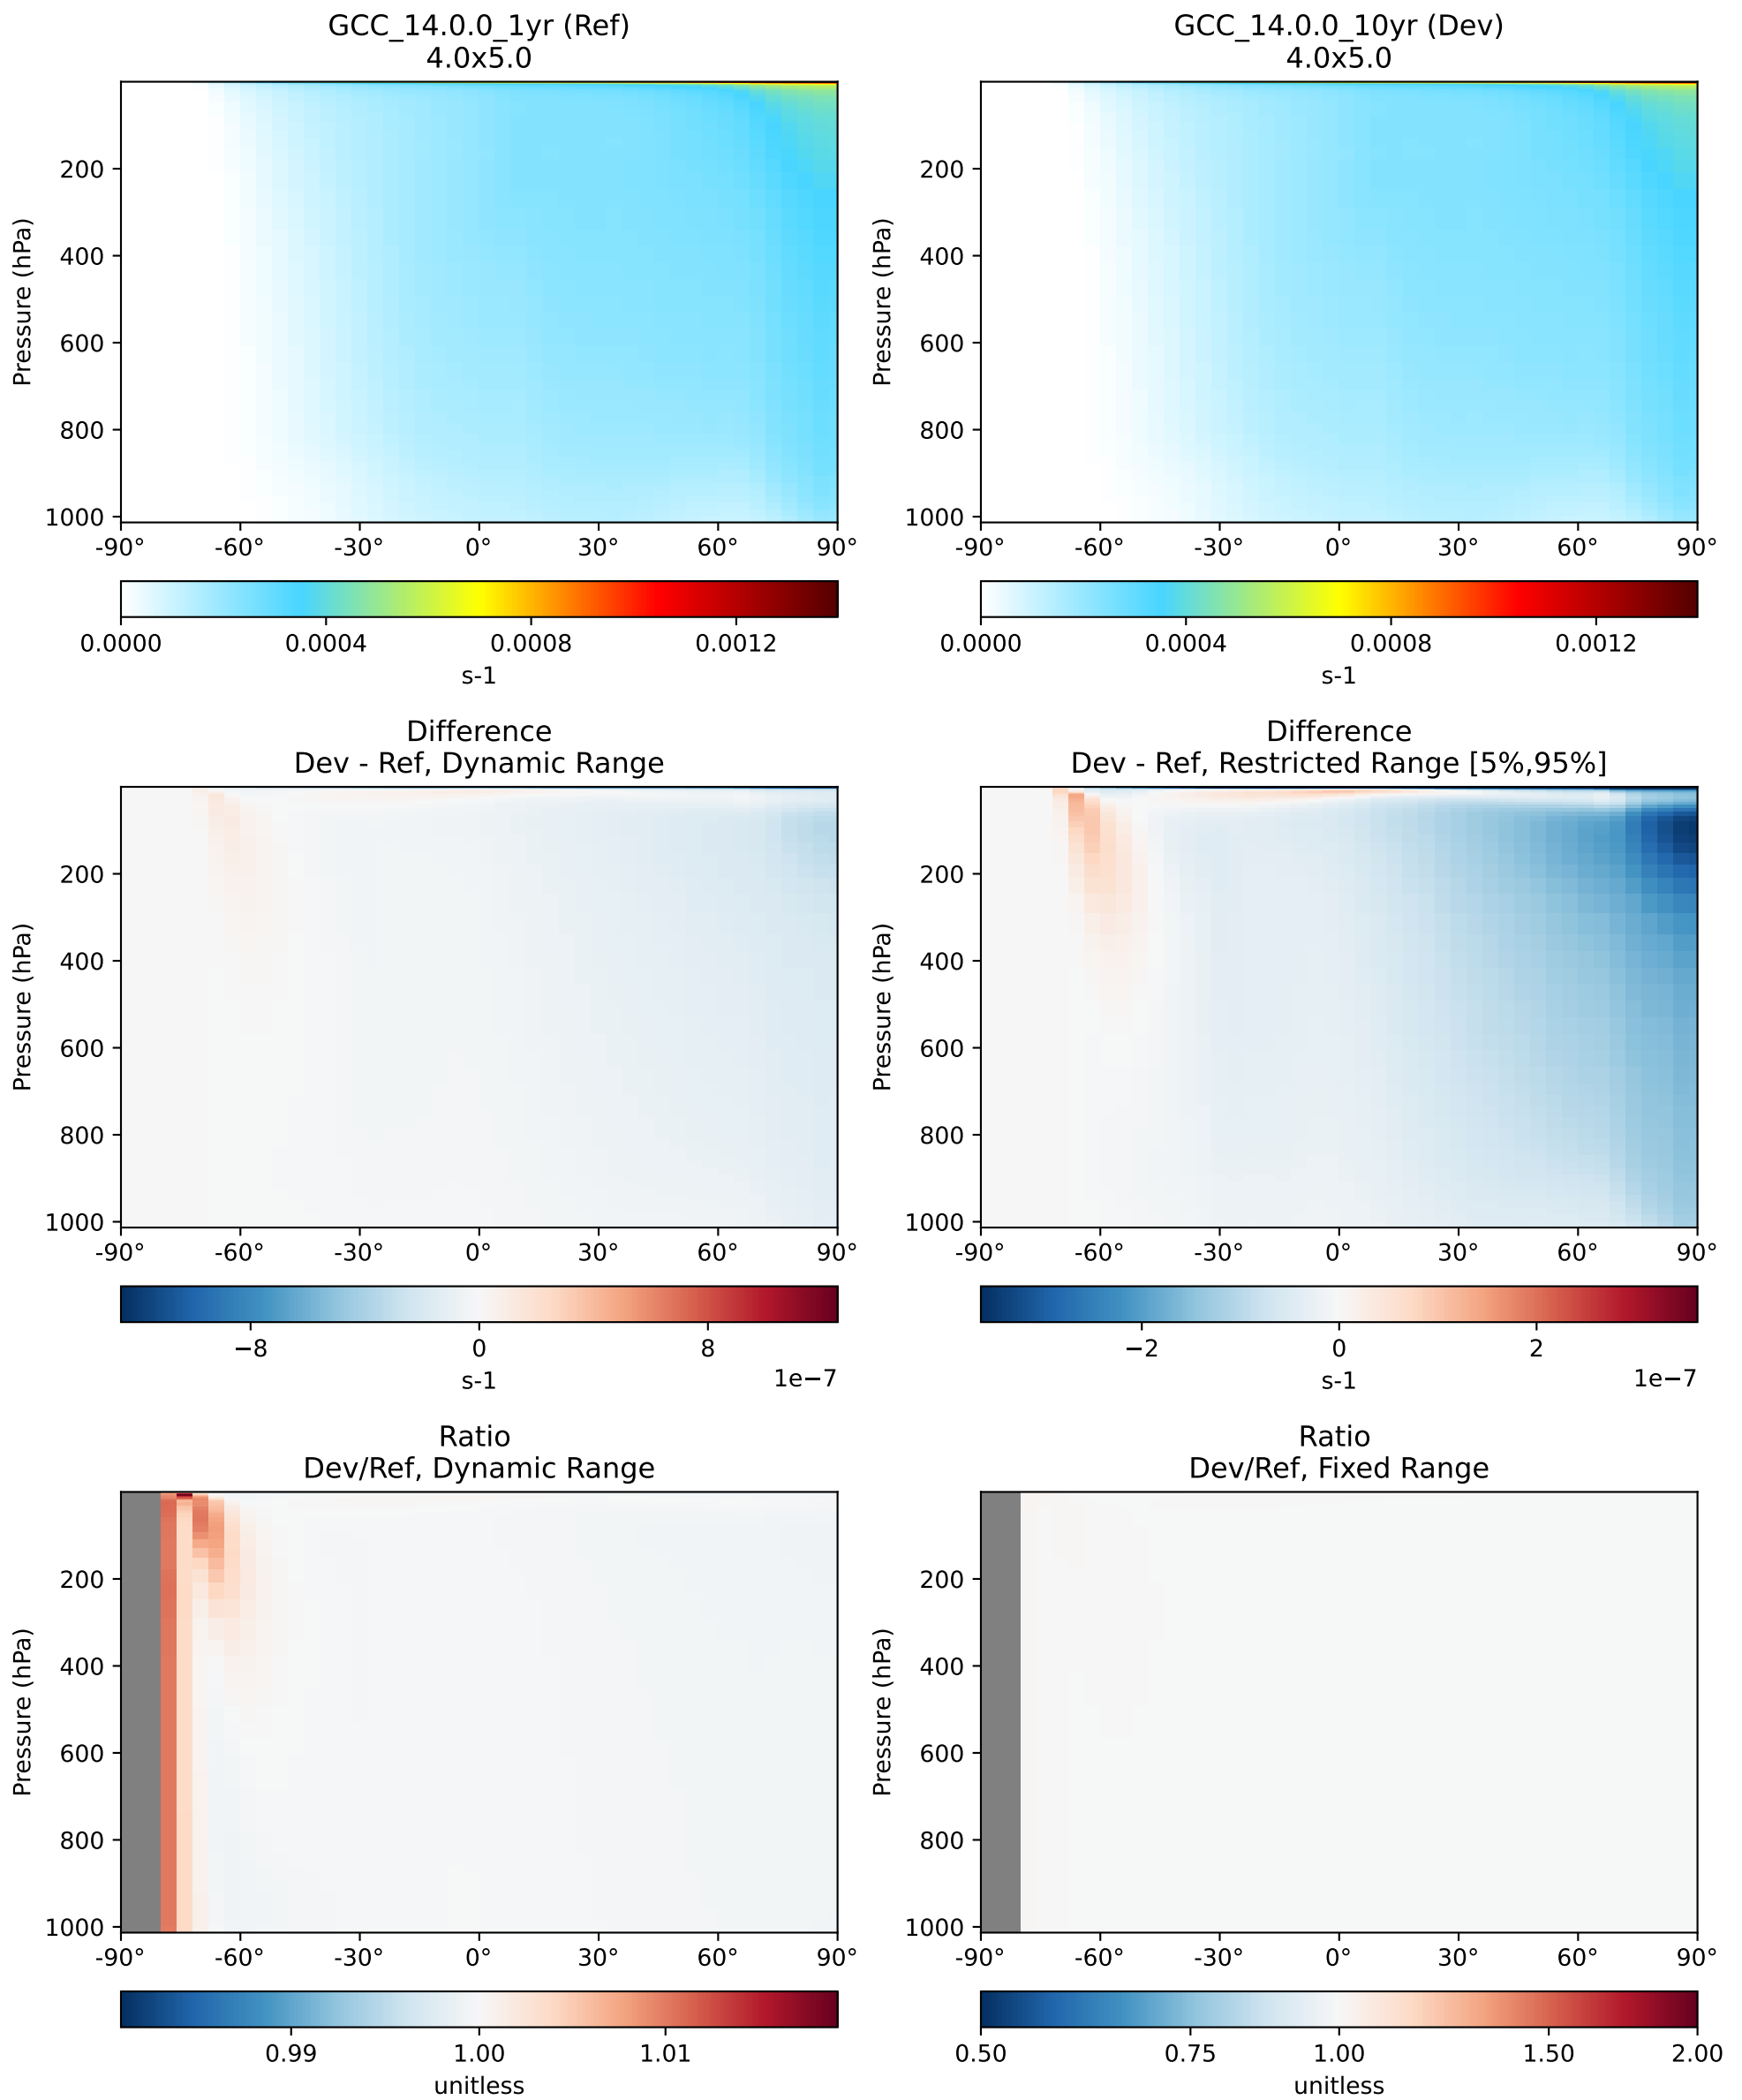 GCC_14.0.0_1yr (Ref)
4.0x5.0
Pressure (hPa)
200
400
600
800
1000
-90° -60° -30° 0° 30° 60° 90°
0.0000 0.0004 0.0008 0.0012
s-1
GCC_14.0.0_10yr (Dev)
4.0x5.0
Pressure (hPa)
200
400
600
800
1000
-90° -60° -30° 0° 30° 60° 90°
0.0000 0.0004 0.0008 0.0012
s-1
Difference
Dev - Ref, Dynamic Range
Pressure (hPa)
200
400
600
800
1000
-90° -60° -30° 0° 30° 60° 90°
−8 0 8
s-1 1e−7
Difference
Dev - Ref, Restricted Range [5%,95%]
Pressure (hPa)
200
400
600
800
1000
-90° -60° -30° 0° 30° 60° 90°
−2 0 2
s-1 1e−7
Ratio
Dev/Ref, Dynamic Range
Pressure (hPa)
200
400
600
800
1000
-90° -60° -30° 0° 30° 60° 90°
0.99 1.00 1.01
unitless
Ratio
Dev/Ref, Fixed Range
Pressure (hPa)
200
400
600
800
1000
-90° -60° -30° 0° 30° 60° 90°
0.50 0.75 1.00 1.50 2.00
unitless